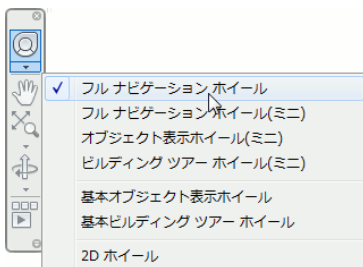 フル ナビゲーション ホイール
フル ナビゲーション ホイール(ミニ)
オブジェクト表示ホイール(ミニ)
ビルディング ツアー ホイール(ミニ)
基本オブジェクト表示ホイール
基本ビルディング ツアー ホイール
2D ホイール